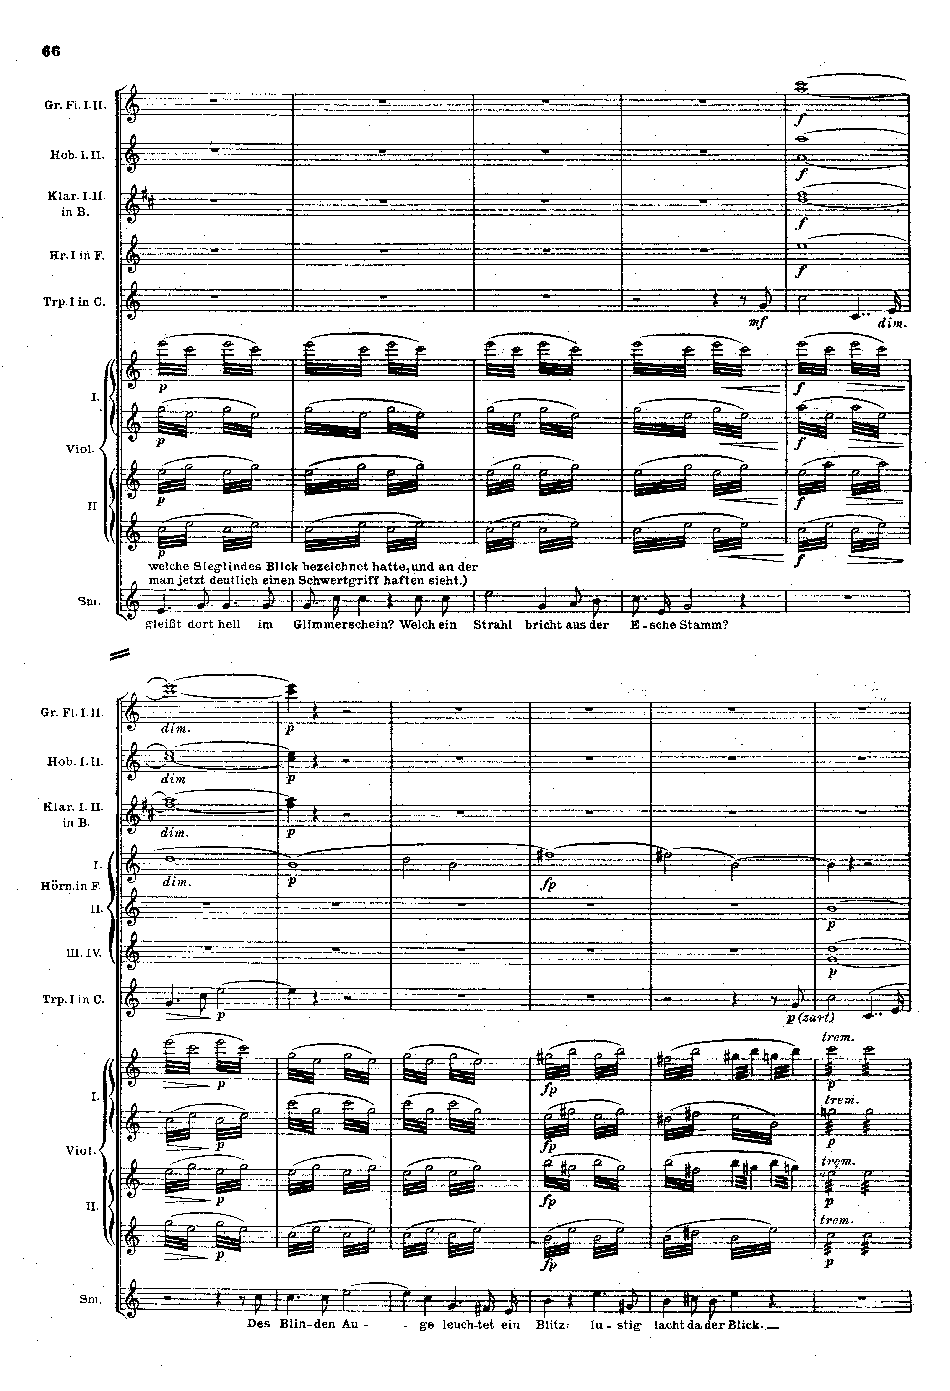 66
Gr. Fl. I. II.
f
Hob. I. II.
f
Klar. I. II.
in B.
f
Hr. I in F.
f
Trp. I in C.
mf
dim.
I.
p
f
Viol.
p
f
II
p
f
p
f
welche Sieglindes Blick bezeichnet hatte, und an der
man jetzt deutlich einen Schwertgriff haften sieht.)
Sm.
gleißt dort hell im Glimmerschein? Welch ein Strahl bricht aus der E-sche Stamm?
Gr. Fl. I. II.
dim. p
Hob. I. II.
dim p
Klar. I. II.
in B.
dim. p
I.
dim. p fp
Hörn. in F.
II.
p
III. IV.
p
Trp. I in C.
p p (zart)
trem.
I.
p fp p
trem.
Viol.
p fp p
trem.
II.
p fp p
trem.
p fp p
Sm.
Des Blin-den Au - - ge leuch-tet ein Blitz: lu - stig lacht da der Blick.